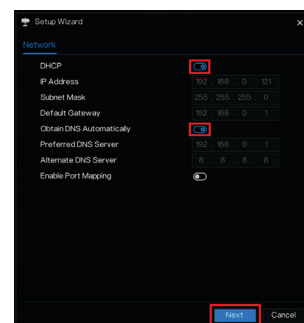 Setup Wizard
Network
DHCP
IP Address 192 . 168 . 0 . 121
Subnet Mask 255 . 255 . 255 . 0
Default Gateway 192 . 168 . 0 . 1
Obtain DNS Automatically
Preferred DNS Server 192 . 168 . 0 . 1
Alternate DNS Server 8 . 8 . 8 . 8
Enable Port Mapping
Next Cancel